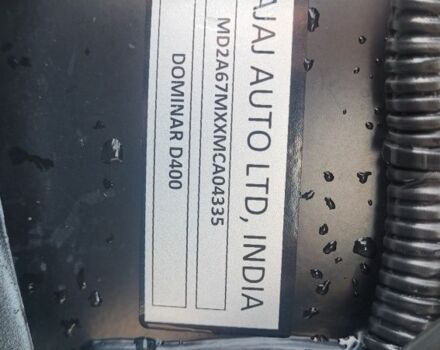 AJAJ AUTO LTD, INDIA
MD2A67MXXMCA04335
DOMINAR D400